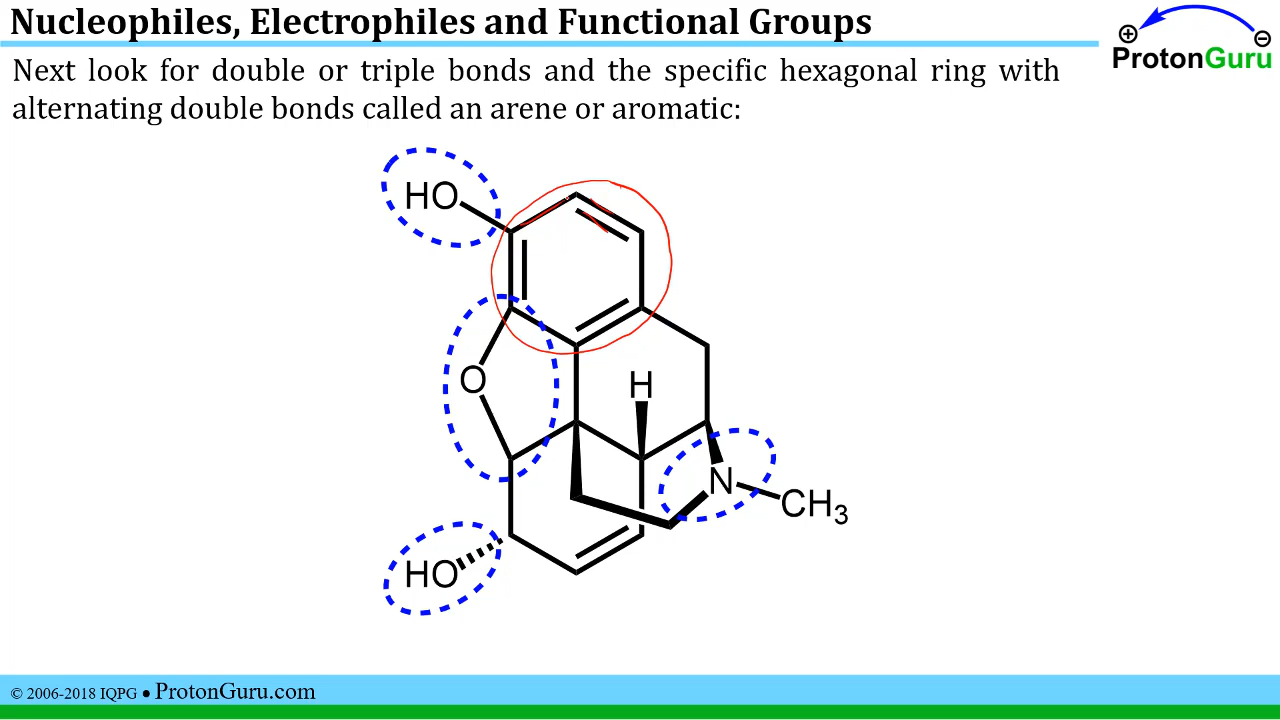 Nucleophiles, Electrophiles and Functional Groups
⊕ ⊖
ProtonGuru
Next look for double or triple bonds and the specific hexagonal ring with
alternating double bonds called an arene or aromatic:
HO
O
H
N
CH₃
HO
© 2006-2018 IQPG ● ProtonGuru.com